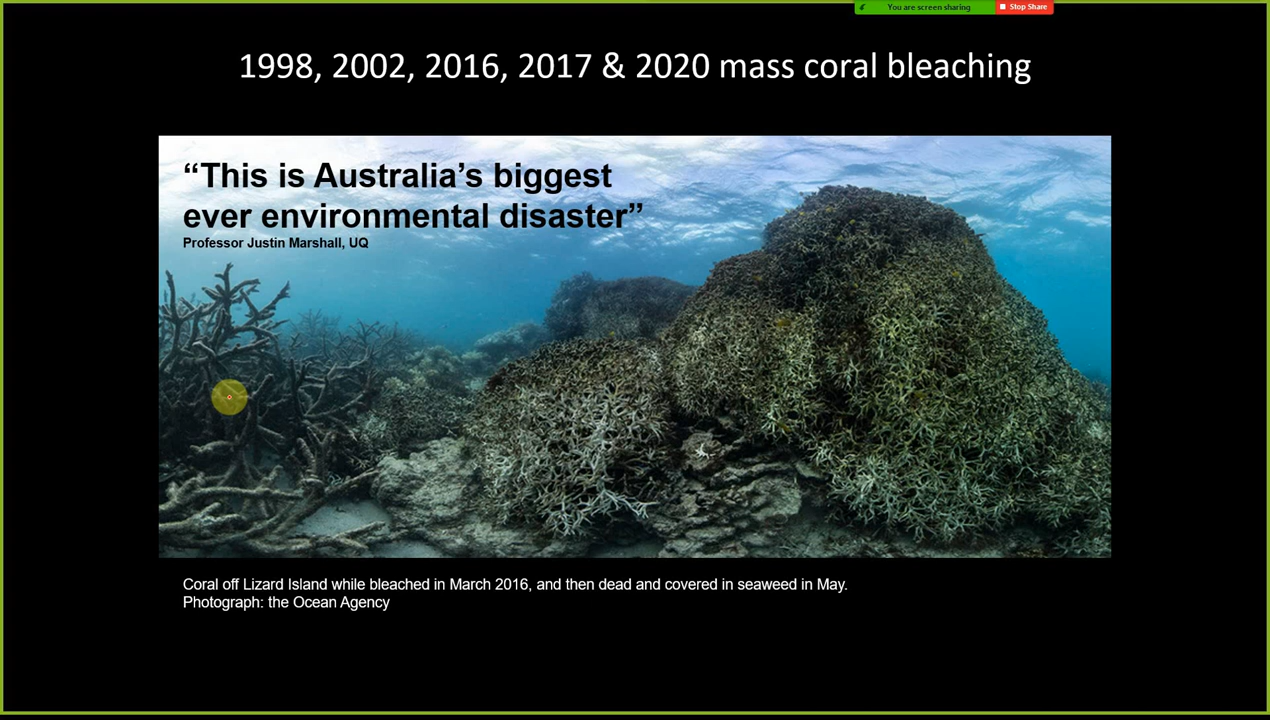 You are screen sharing
Stop Share
1998, 2002, 2016, 2017 & 2020 mass coral bleaching
“This is Australia’s biggest
ever environmental disaster”
Professor Justin Marshall, UQ
Coral off Lizard Island while bleached in March 2016, and then dead and covered in seaweed in May.
Photograph: the Ocean Agency